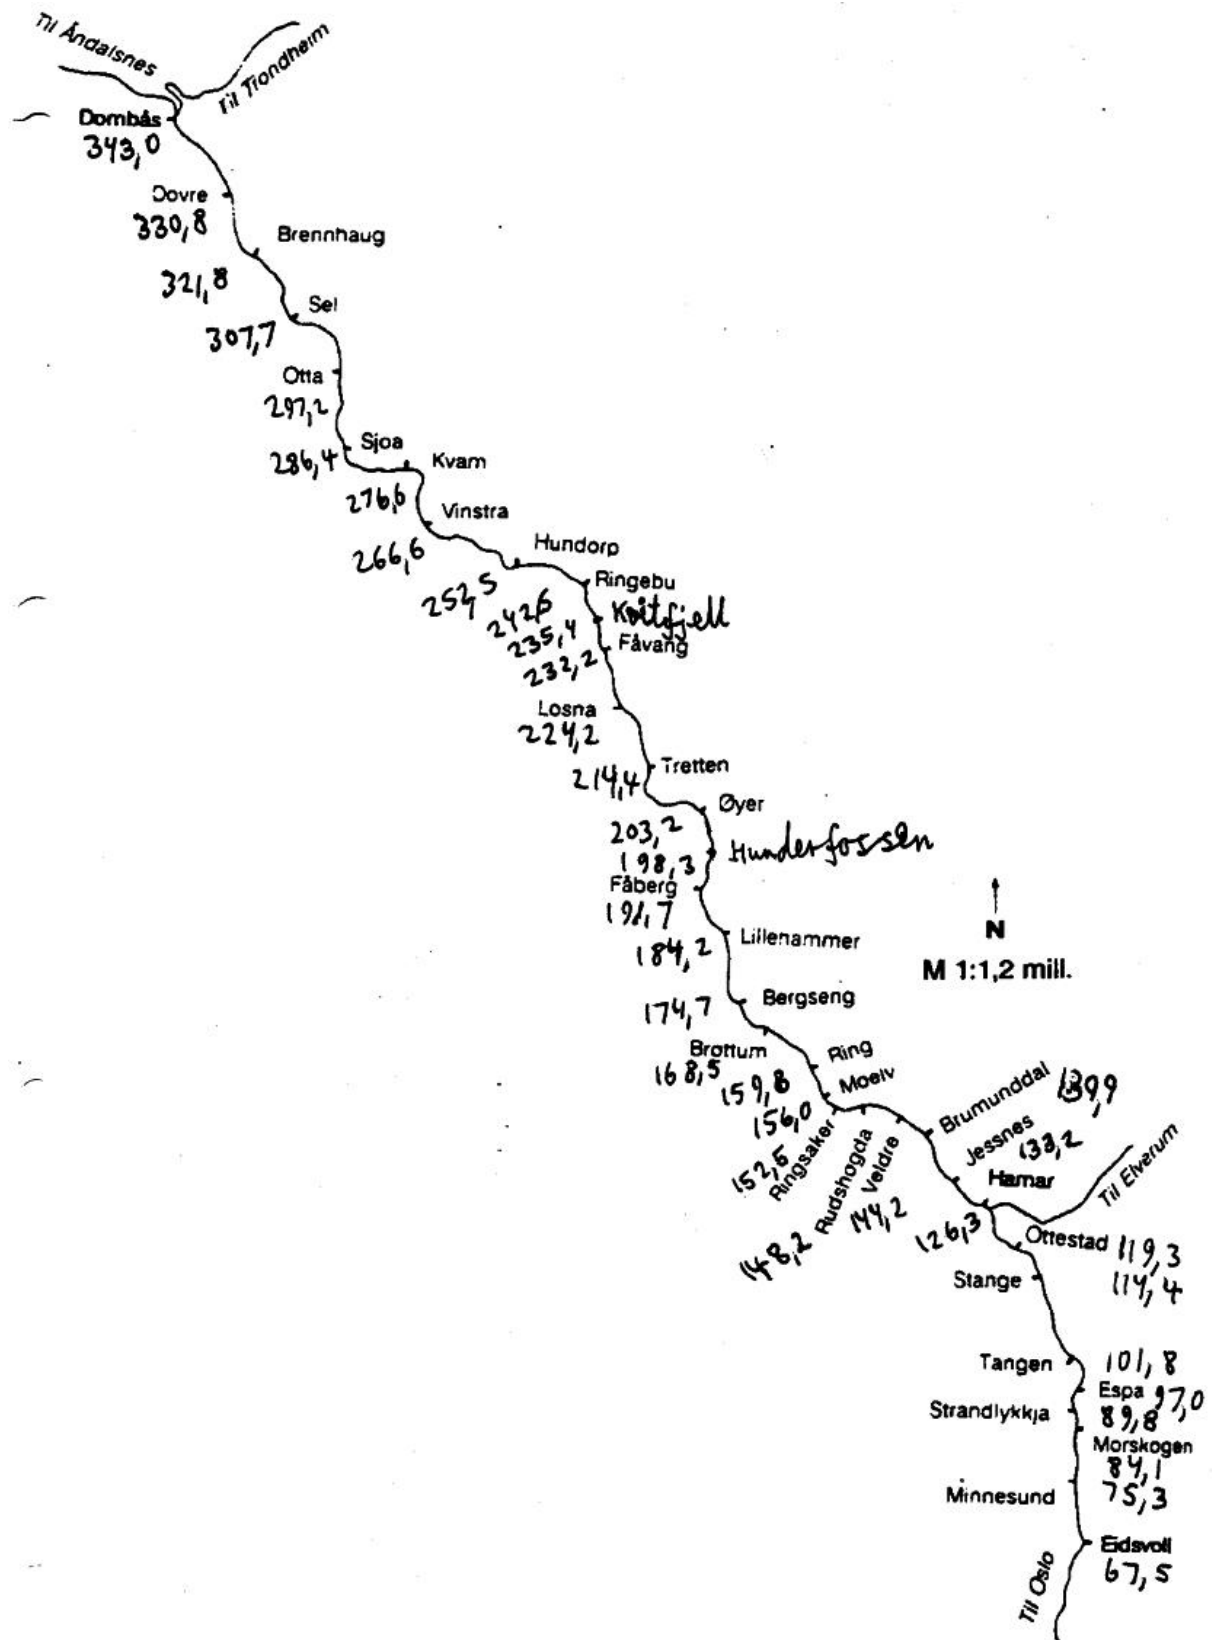 Til Åndalsnes
Til Trondheim
Dombås
343,0
Dovre
330,8
Brennhaug
321,8
Sel
307,7
Otta
297,2
Sjoa
286,4
Kvam
276,6
Vinstra
266,6
Hundorp
252,5
Ringebu
242,6
Kvitfjell
235,4
Fåvang
232,2
Losna
224,2
Tretten
214,4
Øyer
203,2
Hunderfossen
198,3
Fåberg
191,7
Lillehammer
184,2
N
M 1:1,2 mill.
Bergseng
174,7
Brøttum
168,5
Ring
159,8
Moelv
156,0
Ringsaker
152,6
Rudshøgda
148,2
Veldre
144,2
Brumunddal 139,9
Jessnes
133,2
Hamar
126,3
Til Elverum
Ottestad 119,3
Stange 114,4
Tangen 101,8
Espa 97,0
Strandlykkja 89,8
Morskogen
84,1
Minnesund 75,3
Eidsvoll
67,5
Til Oslo